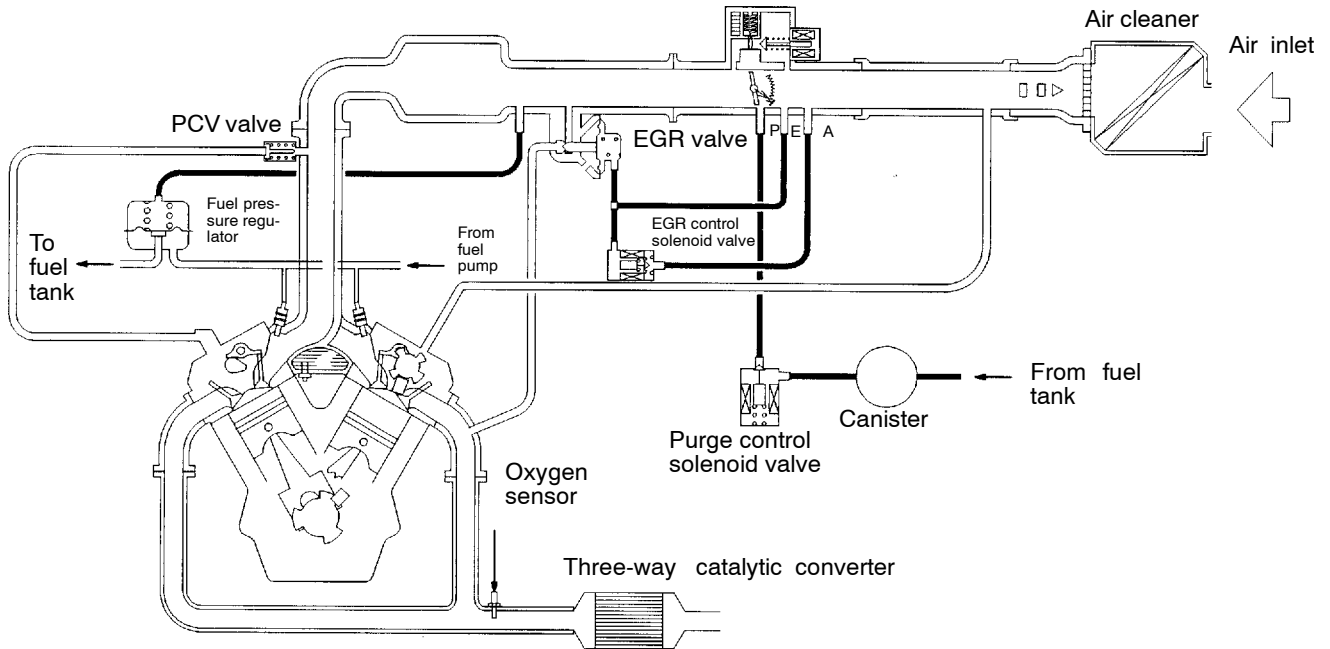 Air cleaner
Air inlet
PCV valve
EGR valve
P
E
A
Fuel pres-
sure regu-
lator
EGR control
solenoid valve
From
fuel
pump
To
fuel
tank
From fuel
tank
Canister
Purge control
solenoid valve
Oxygen
sensor
Three-way catalytic converter